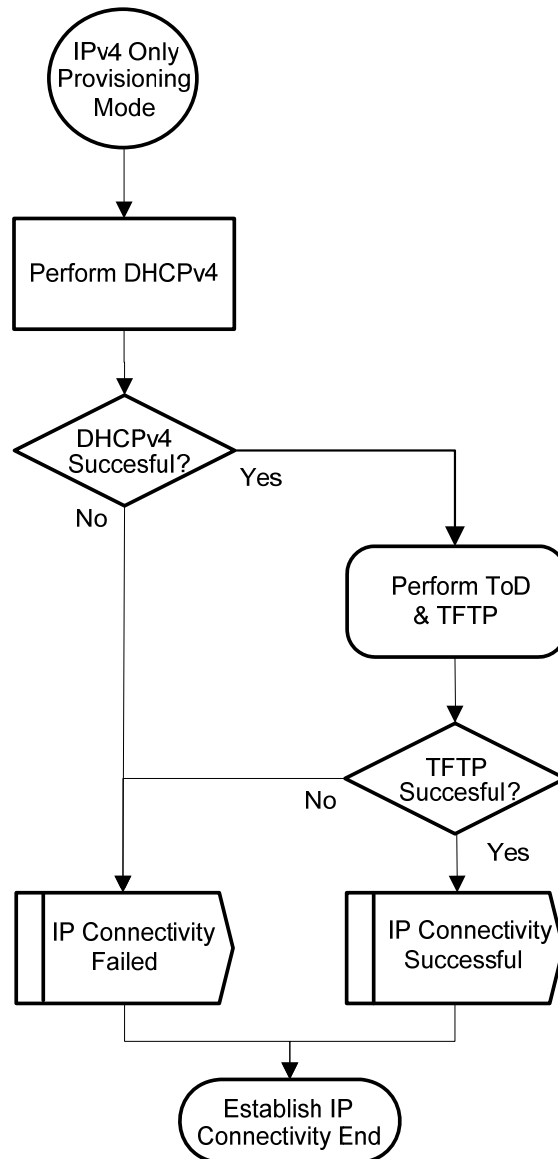 IPv4 Only
Provisioning
Mode
Perform DHCPv4
DHCPv4
Succesful?
Yes
No
Perform ToD
& TFTP
TFTP
Succesful?
No
Yes
IP Connectivity
Failed
IP Connectivity
Successful
Establish IP
Connectivity End